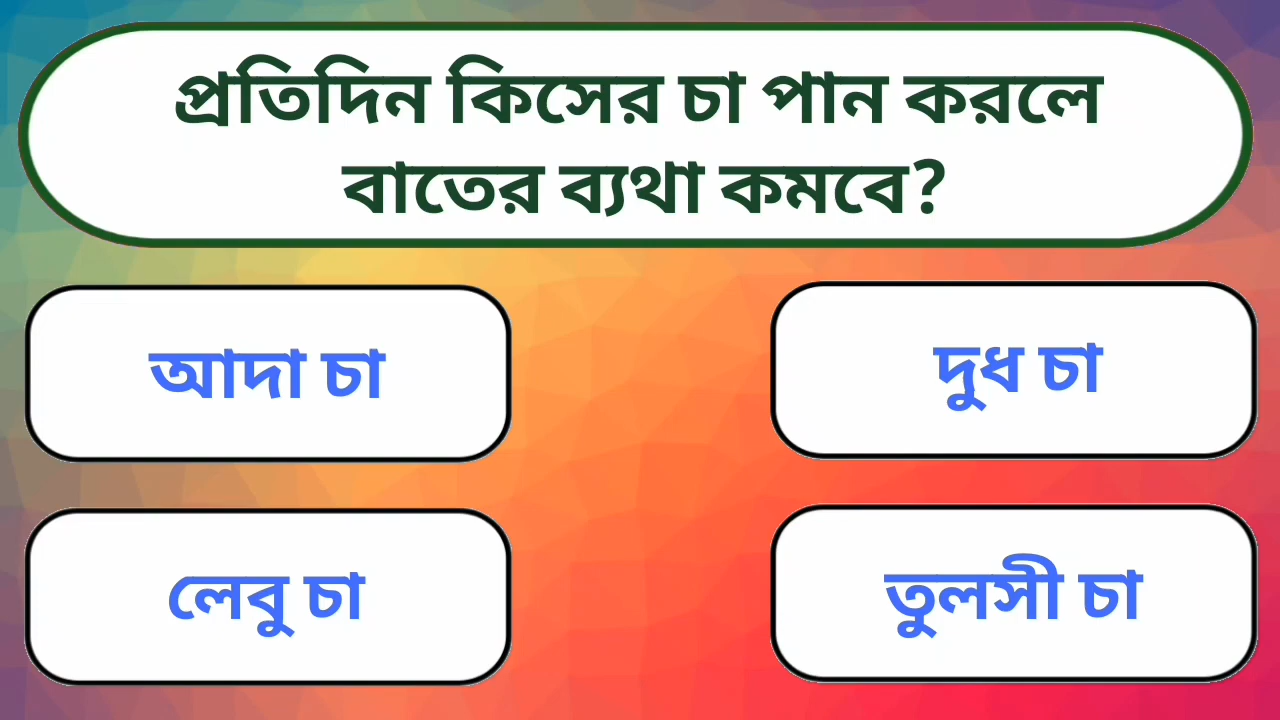 প্রতিদিন কিসের চা পান করলে
বাতের ব্যথা কমবে?
আদা চা
দুধ চা
লেবু চা
তুলসী চা